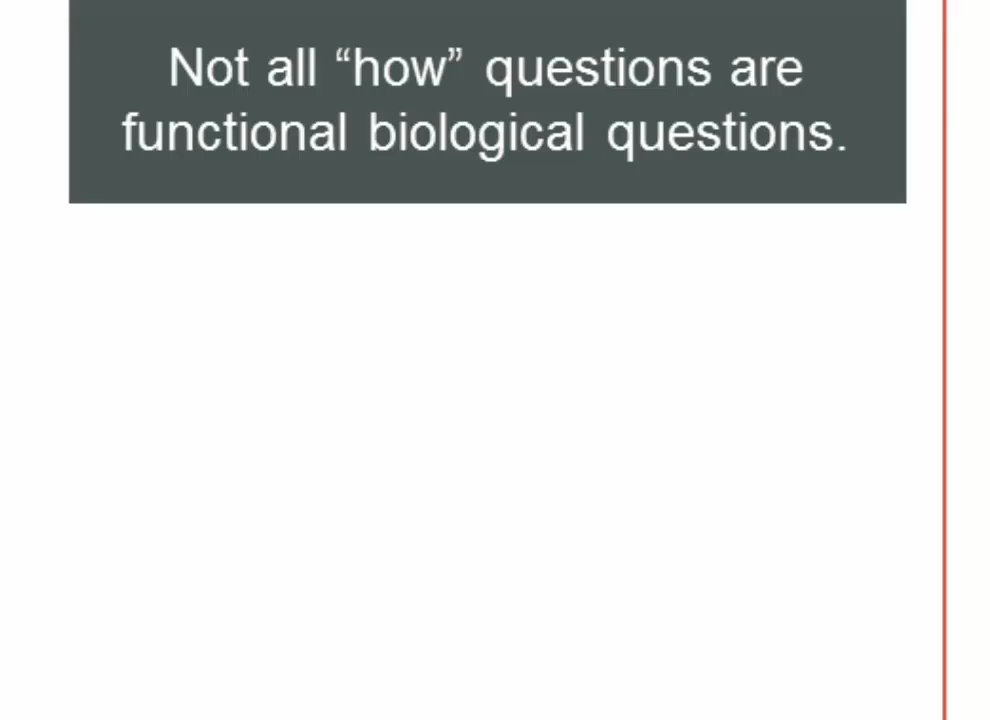 Not all “how” questions are
functional biological questions.